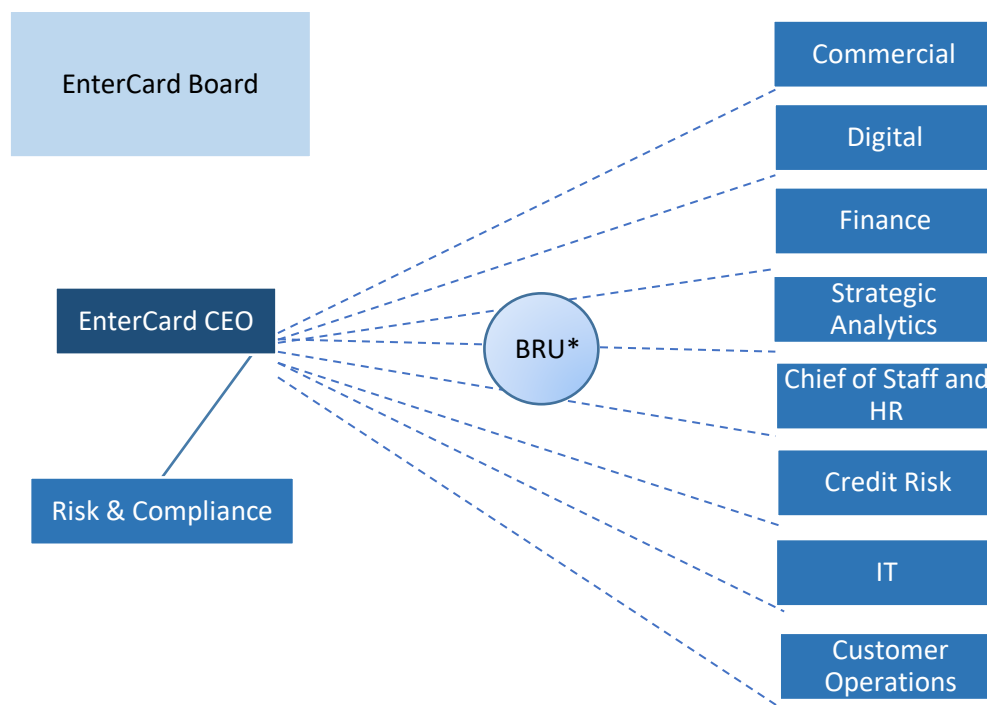 EnterCard Board
Commercial
Digital
Finance
Strategic
Analytics
EnterCard CEO
BRU*
Chief of Staff and
HR
Credit Risk
Risk & Compliance
IT
Customer
Operations